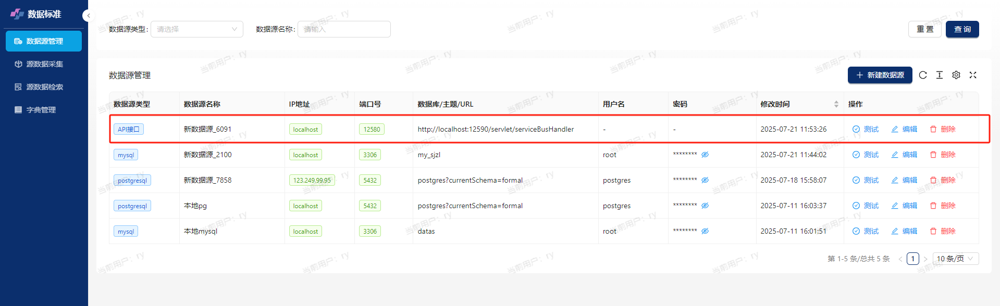 数据标准
数据源管理
源数据采集
源数据检索
字典管理
数据源类型: 请选择 数据源名称: 请输入 重 置 查 询
数据源管理 新建数据源
数据源类型 数据源名称 IP地址 端口号 数据库/主题/URL 用户名 密码 修改时间 操作
API接口 新数据源_6091 localhost 12580 http://localhost:12590/servlet/serviceBusHandler - - 2025-07-21 11:53:26 测试 编辑 删除
mysql 新数据源_2100 localhost 3306 my_sjzl root ******** 2025-07-21 11:44:02 测试 编辑 删除
postgresql 新数据源_7858 123.249.99.95 5432 postgres?currentSchema=formal postgres ******** 2025-07-18 15:58:07 测试 编辑 删除
postgresql 本地pg localhost 5432 postgres?currentSchema=formal postgres ******** 2025-07-11 16:03:37 测试 编辑 删除
mysql 本地mysql localhost 3306 datas root ******** 2025-07-11 16:01:51 测试 编辑 删除
第 1-5 条/总共 5 条 1 10 条/页
当前用户：ry